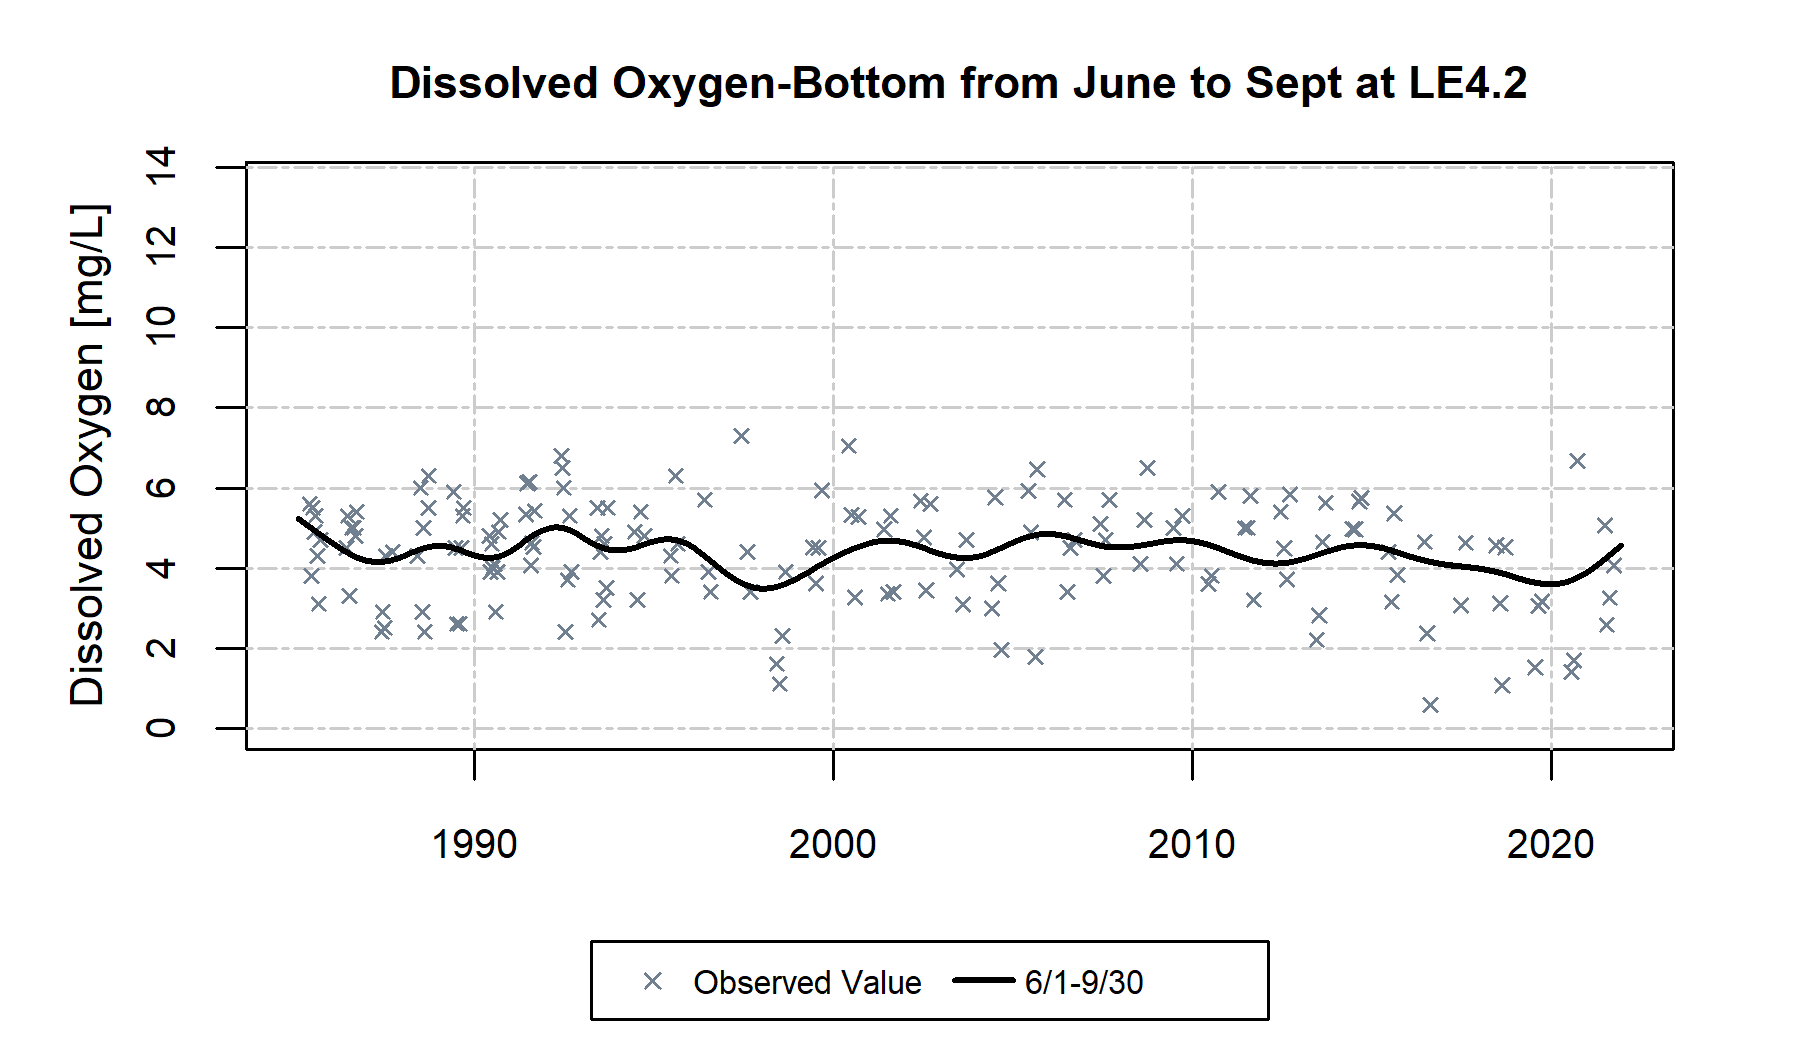 Dissolved Oxygen-Bottom from June to Sept at LE4.2
Dissolved Oxygen [mg/L]
14
12
10
8
6
4
2
0
1990 2000 2010 2020
Observed Value 6/1-9/30